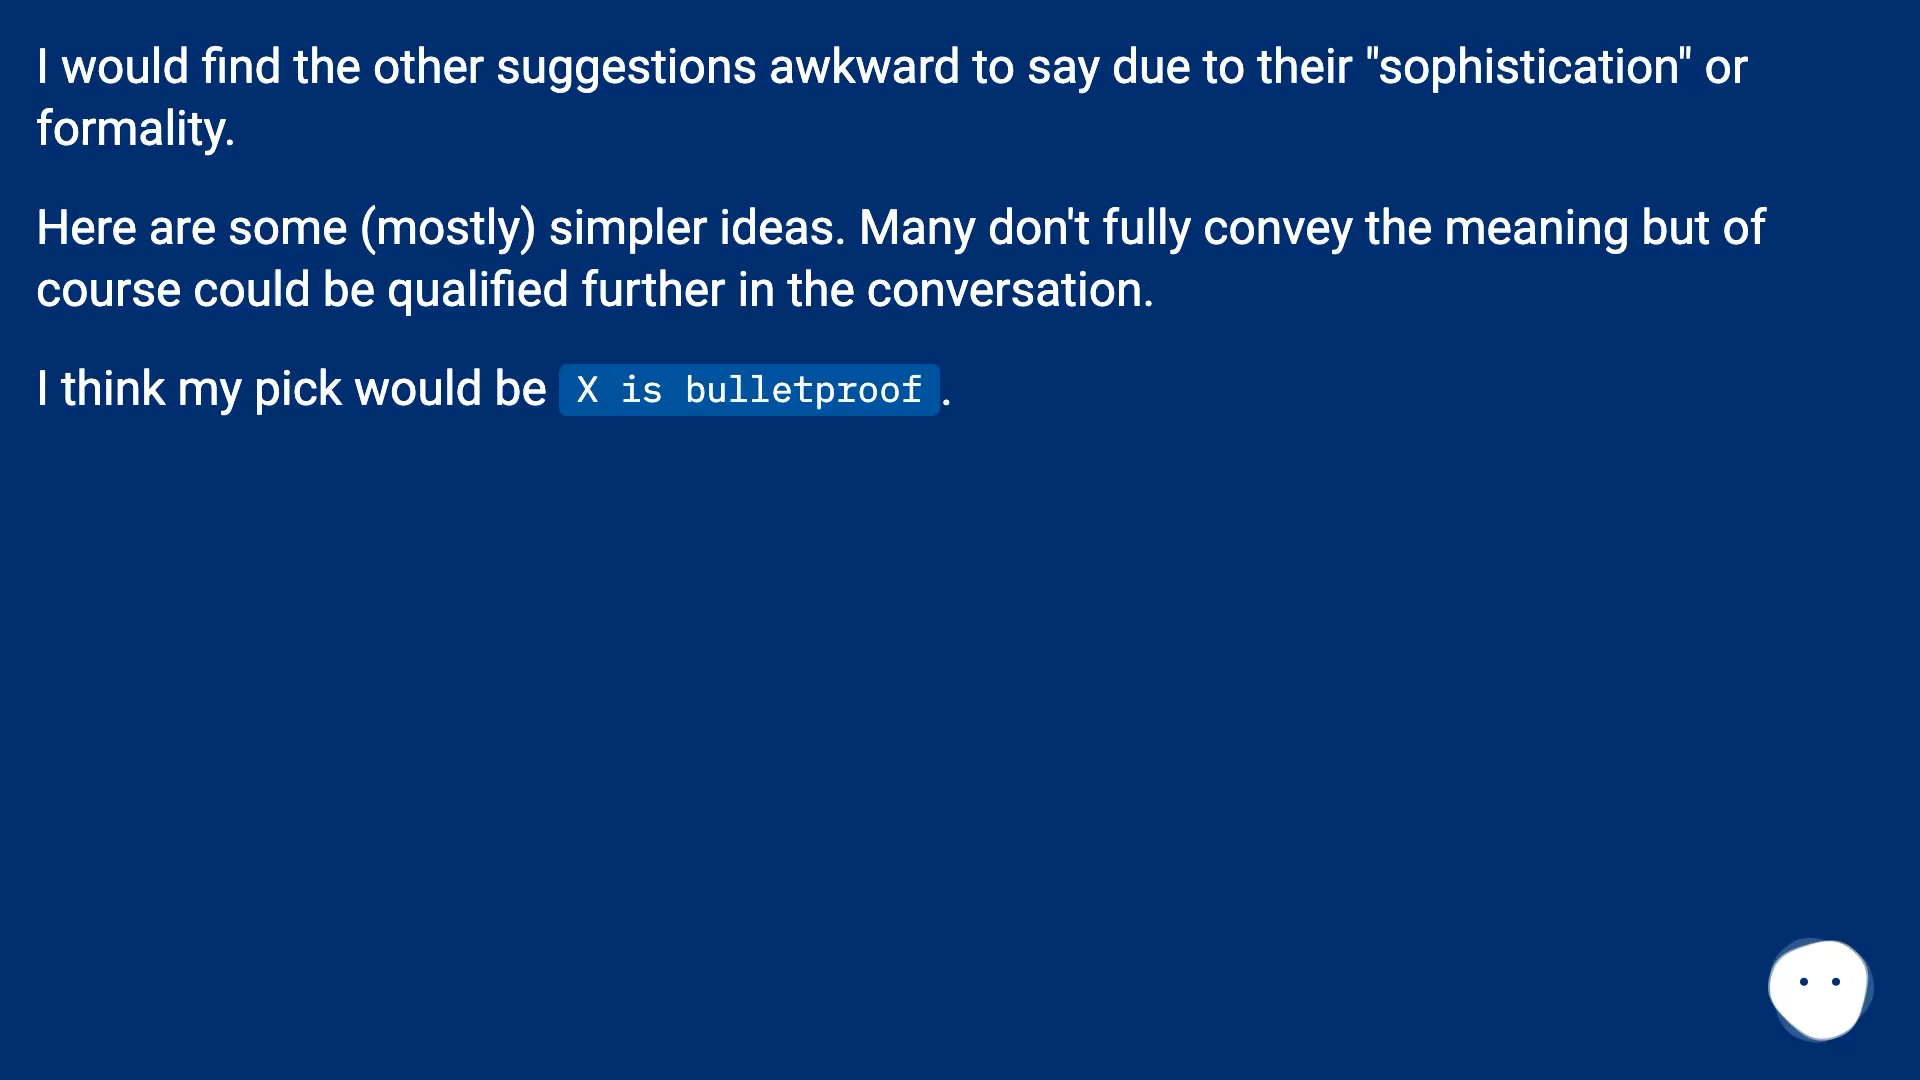 I would find the other suggestions awkward to say due to their "sophistication" or
formality.
Here are some (mostly) simpler ideas. Many don't fully convey the meaning but of
course could be qualified further in the conversation.
I think my pick would be X is bulletproof.